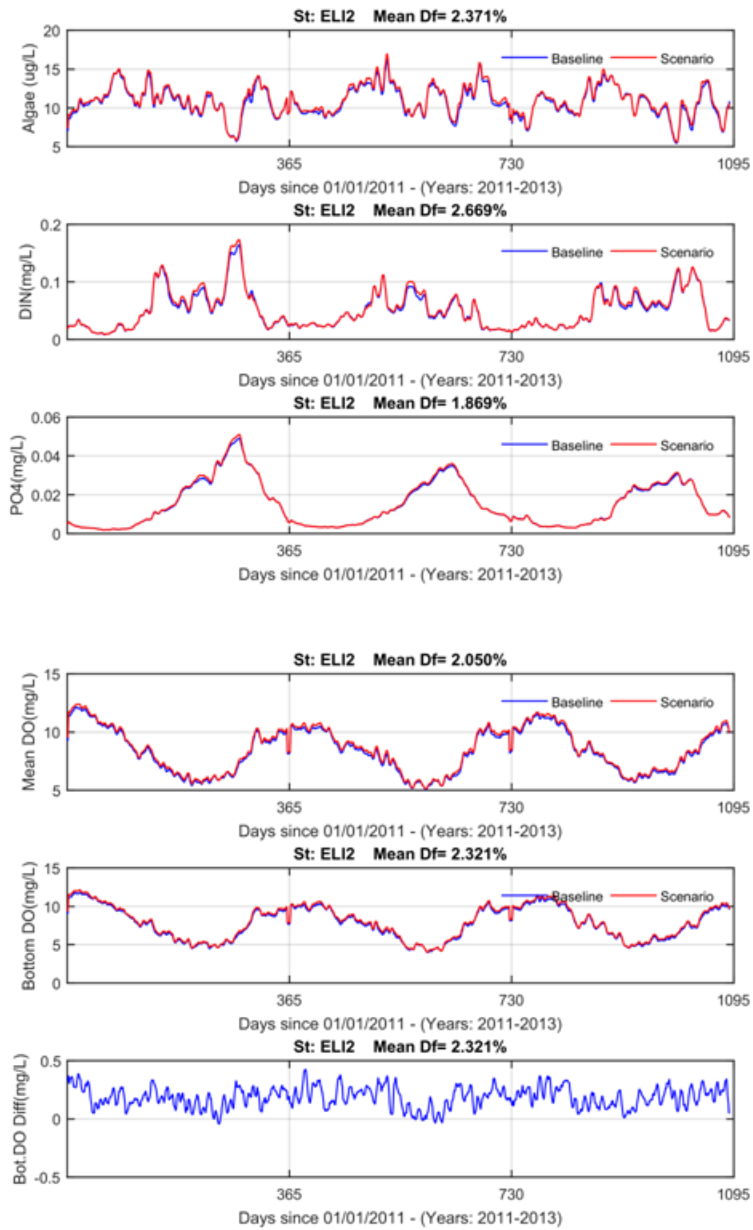 St: ELI2 Mean Df= 2.371%
Algae (ug/L)
20
15
10
5
Baseline Scenario
365 730 1095
Days since 01/01/2011 - (Years: 2011-2013)
St: ELI2 Mean Df= 2.669%
DIN(mg/L)
0.2
0.1
0
Baseline Scenario
365 730 1095
Days since 01/01/2011 - (Years: 2011-2013)
St: ELI2 Mean Df= 1.869%
PO4(mg/L)
0.06
0.04
0.02
0
Baseline Scenario
365 730 1095
Days since 01/01/2011 - (Years: 2011-2013)
St: ELI2 Mean Df= 2.050%
Mean DO(mg/L)
15
10
5
Baseline Scenario
365 730 1095
Days since 01/01/2011 - (Years: 2011-2013)
St: ELI2 Mean Df= 2.321%
Bottom DO(mg/L)
15
10
5
0
Baseline Scenario
365 730 1095
Days since 01/01/2011 - (Years: 2011-2013)
St: ELI2 Mean Df= 2.321%
Bot.DO Diff(mg/L)
0.5
0
-0.5
365 730 1095
Days since 01/01/2011 - (Years: 2011-2013)